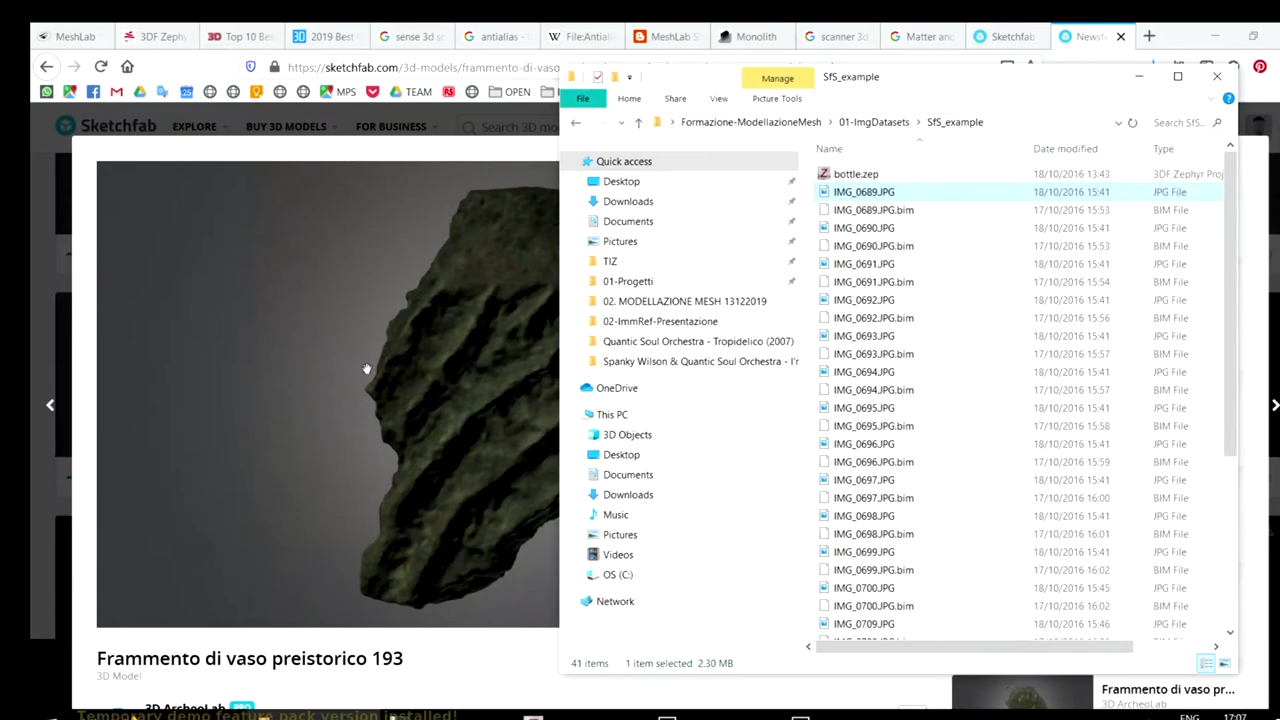 MeshLab
3DF Zeph
Top 10 Bes
2019 Best
sense 3d s
antialias -
File:Antiali
MeshLab S
Monolith
scanner 3d
Matter and
Sketchfab
Newsf
https://sketchfab.com/3d-models/frammento-di-vaso
MPS
TEAM
OPEN
Sketchfab
EXPLORE
BUY 3D MODELS
FOR BUSINESS
Search 3D mo
Manage
SfS_example
File
Home
Share
View
Picture Tools
Formazione-ModellazioneMesh
01-ImgDatasets
SfS_example
Search SfS...
Quick access
Desktop
Downloads
Documents
Pictures
TIZ
01-Progetti
02. MODELLAZIONE MESH 13122019
02-ImmRef-Presentazione
Quantic Soul Orchestra - Tropidelico (2007)
Spanky Wilson & Quantic Soul Orchestra - I'r
OneDrive
This PC
3D Objects
Desktop
Documents
Downloads
Music
Pictures
Videos
OS (C:)
Network
Name Date modified Type
bottle.zep 18/10/2016 13:43 3DF Zephyr Proj
IMG_0689.JPG 18/10/2016 15:41 JPG File
IMG_0689.JPG.bim 17/10/2016 15:53 BIM File
IMG_0690.JPG 18/10/2016 15:41 JPG File
IMG_0690.JPG.bim 17/10/2016 15:53 BIM File
IMG_0691.JPG 18/10/2016 15:41 JPG File
IMG_0691.JPG.bim 17/10/2016 15:54 BIM File
IMG_0692.JPG 18/10/2016 15:41 JPG File
IMG_0692.JPG.bim 17/10/2016 15:56 BIM File
IMG_0693.JPG 18/10/2016 15:41 JPG File
IMG_0693.JPG.bim 17/10/2016 15:57 BIM File
IMG_0694.JPG 18/10/2016 15:41 JPG File
IMG_0694.JPG.bim 17/10/2016 15:57 BIM File
IMG_0695.JPG 18/10/2016 15:41 JPG File
IMG_0695.JPG.bim 17/10/2016 15:58 BIM File
IMG_0696.JPG 18/10/2016 15:41 JPG File
IMG_0696.JPG.bim 17/10/2016 15:59 BIM File
IMG_0697.JPG 18/10/2016 15:41 JPG File
IMG_0697.JPG.bim 17/10/2016 16:00 BIM File
IMG_0698.JPG 18/10/2016 15:41 JPG File
IMG_0698.JPG.bim 17/10/2016 16:01 BIM File
IMG_0699.JPG 18/10/2016 15:41 JPG File
IMG_0699.JPG.bim 17/10/2016 16:02 BIM File
IMG_0700.JPG 18/10/2016 15:45 JPG File
IMG_0700.JPG.bim 17/10/2016 16:02 BIM File
IMG_0709.JPG 18/10/2016 15:46 JPG File
41 items 1 item selected 2.30 MB
Frammento di vaso preistorico 193
3D Model
3D ArcheoLab PRO
Frammento di vaso pr...
Temporary demo feature pack version installed!
ENG 17:07